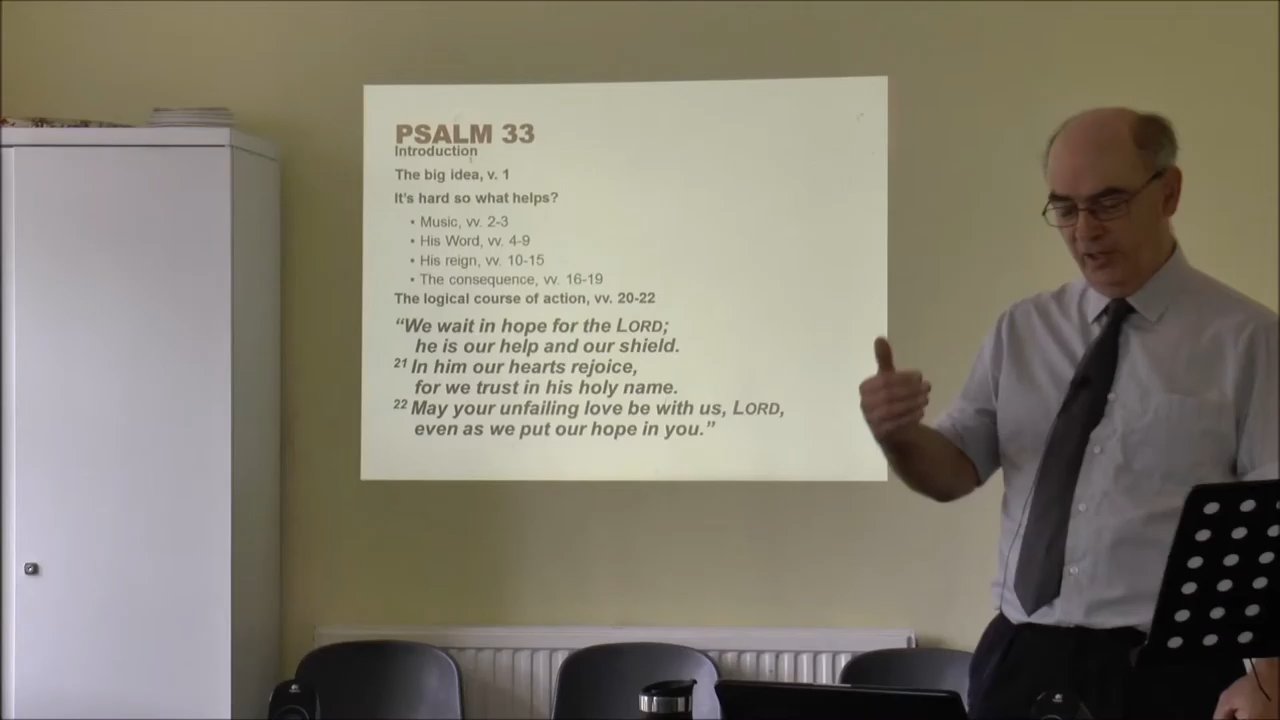 PSALM 33
Introduction
The big idea, v. 1
It's hard so what helps?
• Music, vv. 2-3
• His Word, vv. 4-9
• His reign, vv. 10-15
• The consequence, vv. 16-19
The logical course of action, vv. 20-22
“We wait in hope for the LORD;
he is our help and our shield.
21 In him our hearts rejoice,
for we trust in his holy name.
22 May your unfailing love be with us, LORD,
even as we put our hope in you.”